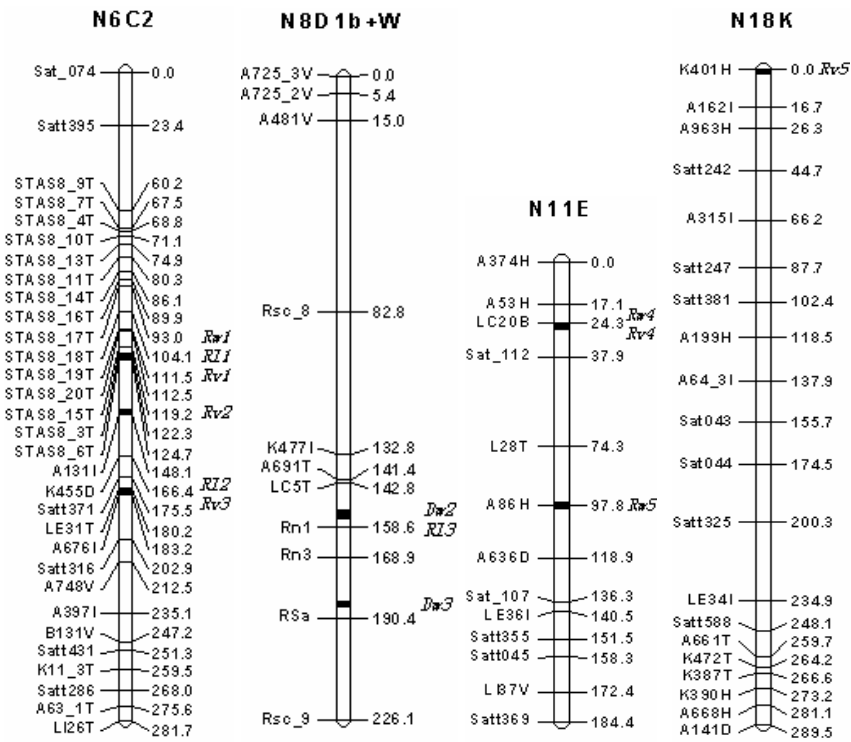 N6C2
Sat_074 0.0
Satt395 23.4
STAS8_9T 60.2
STAS8_7T 67.5
STAS8_4T 68.8
STAS8_10T 71.1
STAS8_13T 74.9
STAS8_11T 80.3
STAS8_14T 86.1
STAS8_16T 89.9
STAS8_17T 93.0 Rw1
STAS8_18T 104.1 RI1
STAS8_19T 111.5 Rv1
STAS8_20T 112.5
STAS8_15T 119.2 Rv2
STAS8_3T 122.3
STAS8_6T 124.7
A131I 148.1
K455D 166.4 RI2
Satt371 175.5 Rv3
LE31T 180.2
A676I 183.2
Satt316 202.9
A748V 212.5
A397I 235.1
B131V 247.2
Satt431 251.3
K11_3T 259.5
Satt286 268.0
A63_1T 275.6
LI26T 281.7
N8D1b+W
A725_3V 0.0
A725_2V 5.4
A481V 15.0
Rsc_8 82.8
K477I 132.8
A691T 141.4
LC5T 142.8
Dw2
Rn1 158.6 RI3
Rn3 168.9
Dw3
RSa 190.4
Rsc_9 226.1
N11E
A374H 0.0
A53H 17.1
LC20B 24.3 Rw4
Rv4
Sat_112 37.9
L28T 74.3
A86H 97.8 Rw5
A636D 118.9
Sat_107 136.3
LE36I 140.5
Satt355 151.5
Satt045 158.3
LI37V 172.4
Satt369 184.4
N18K
K401H 0.0 Rv5
A162I 16.7
A963H 26.3
Satt242 44.7
A315I 66.2
Satt247 87.7
Satt381 102.4
A199H 118.5
A64_3I 137.9
Sat043 155.7
Sat044 174.5
Satt325 200.3
LE34I 234.9
Satt588 248.1
A661T 259.7
K472T 264.2
K387T 266.6
K390H 273.2
A668H 281.1
A141D 289.5